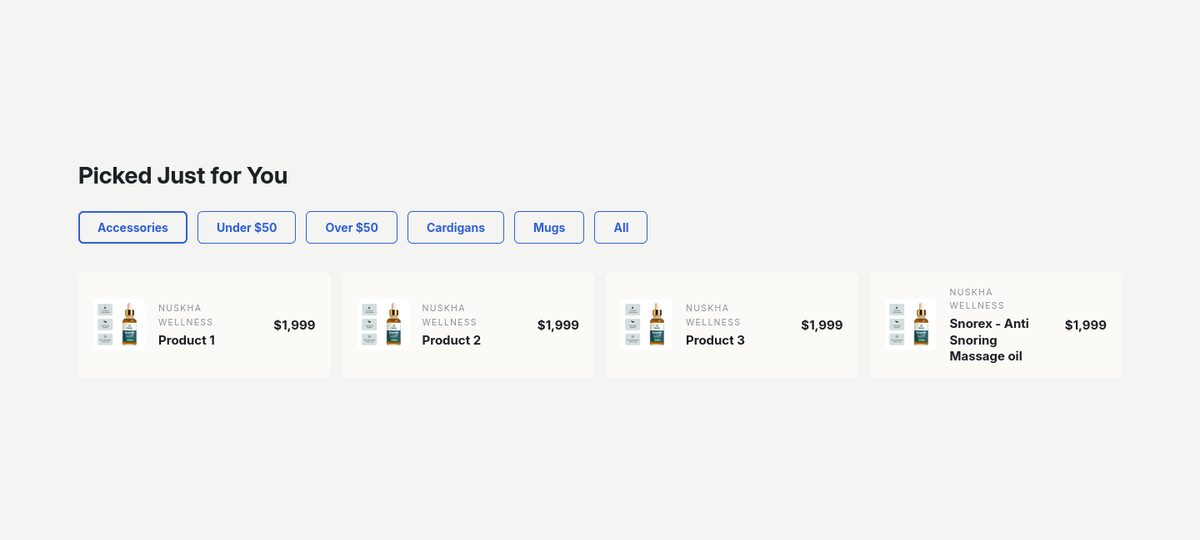 Picked Just for You
Accessories
Under $50
Over $50
Cardigans
Mugs
All
NUSKHA
WELLNESS
Product 1
$1,999
NUSKHA
WELLNESS
Product 2
$1,999
NUSKHA
WELLNESS
Product 3
$1,999
NUSKHA
WELLNESS
Snorex - Anti
Snoring
Massage oil
$1,999